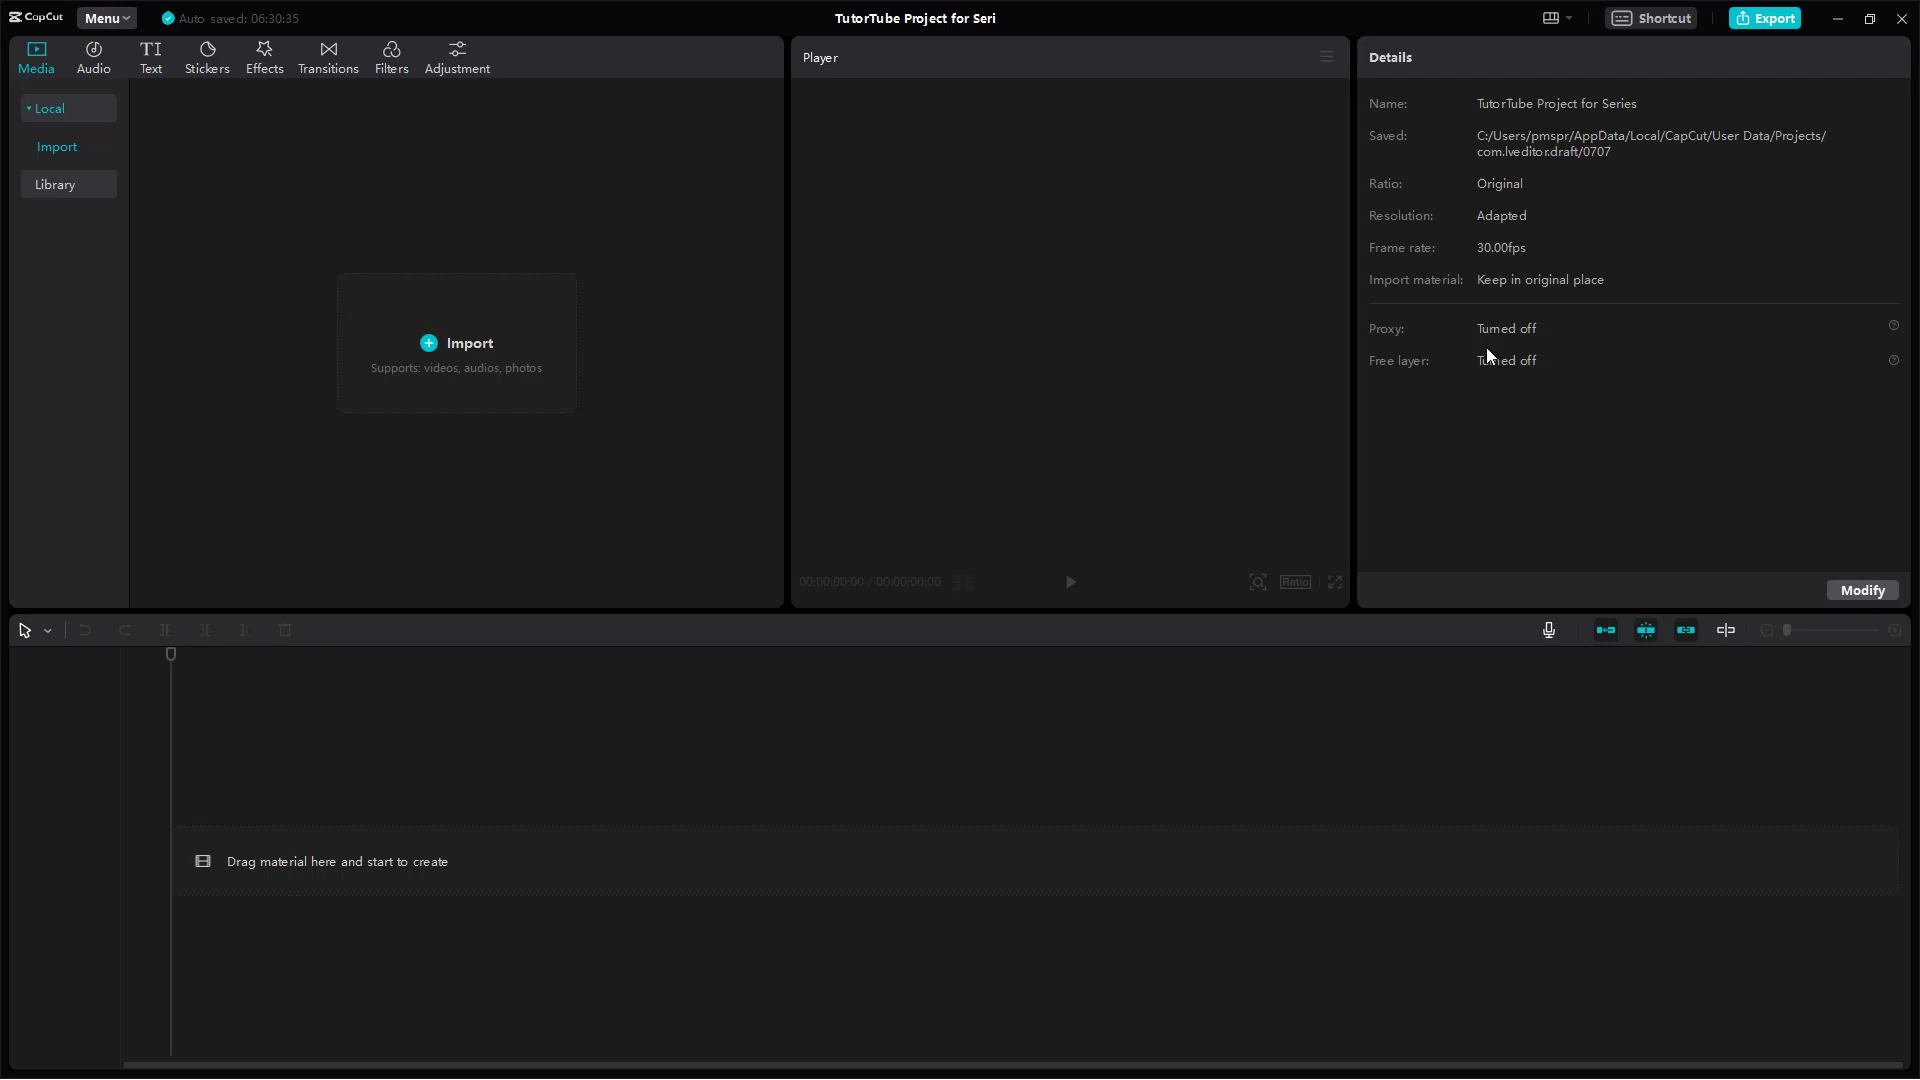 CapCut Menu Auto saved: 06:30:35 TutorTube Project for Seri Shortcut Export
Media Audio Text Stickers Effects Transitions Filters Adjustment
Local
Import
Library
Import
Supports: videos, audios, photos
Player
00:00:00:00 / 00:00:00:00 Ratio
Details
Name: TutorTube Project for Series
Saved: C:/Users/pmspr/AppData/Local/CapCut/User Data/Projects/
com.lveditor.draft/0707
Ratio: Original
Resolution: Adapted
Frame rate: 30.00fps
Import material: Keep in original place
Proxy: Turned off
Free layer: Turned off
Modify
Drag material here and start to create